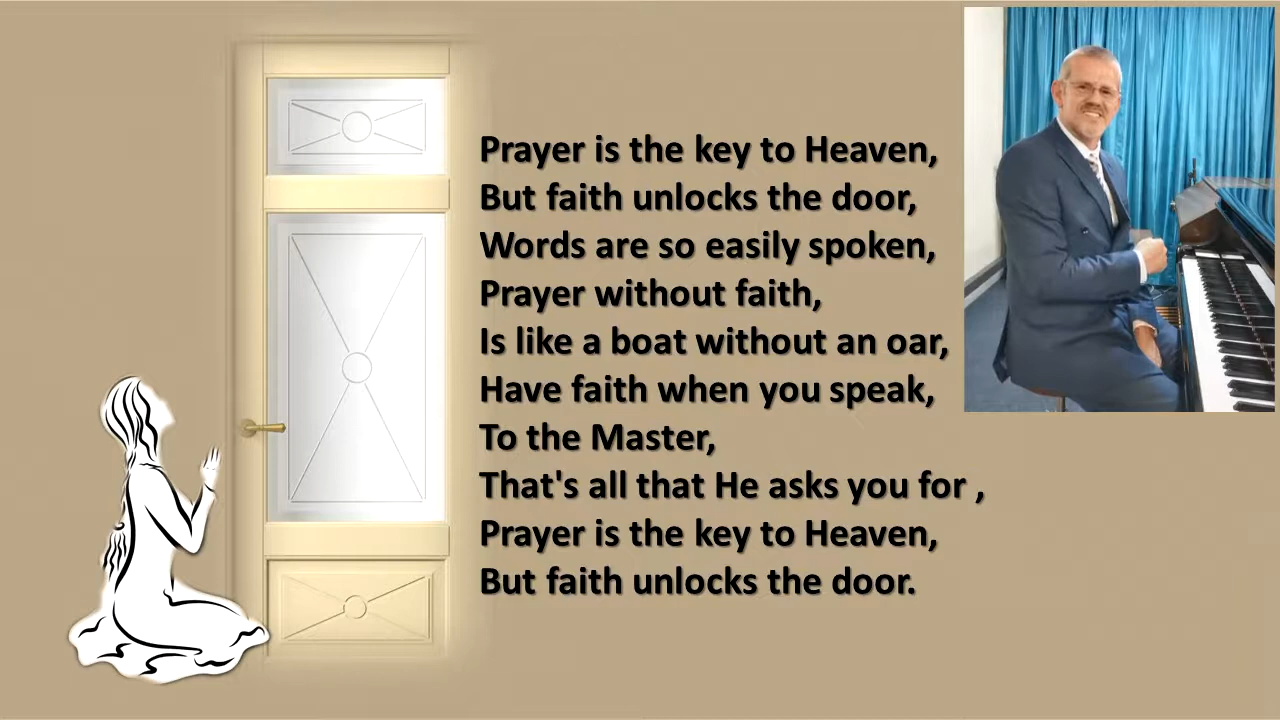 Prayer is the key to Heaven,
But faith unlocks the door,
Words are so easily spoken,
Prayer without faith,
Is like a boat without an oar,
Have faith when you speak,
To the Master,
That's all that He asks you for ,
Prayer is the key to Heaven,
But faith unlocks the door.